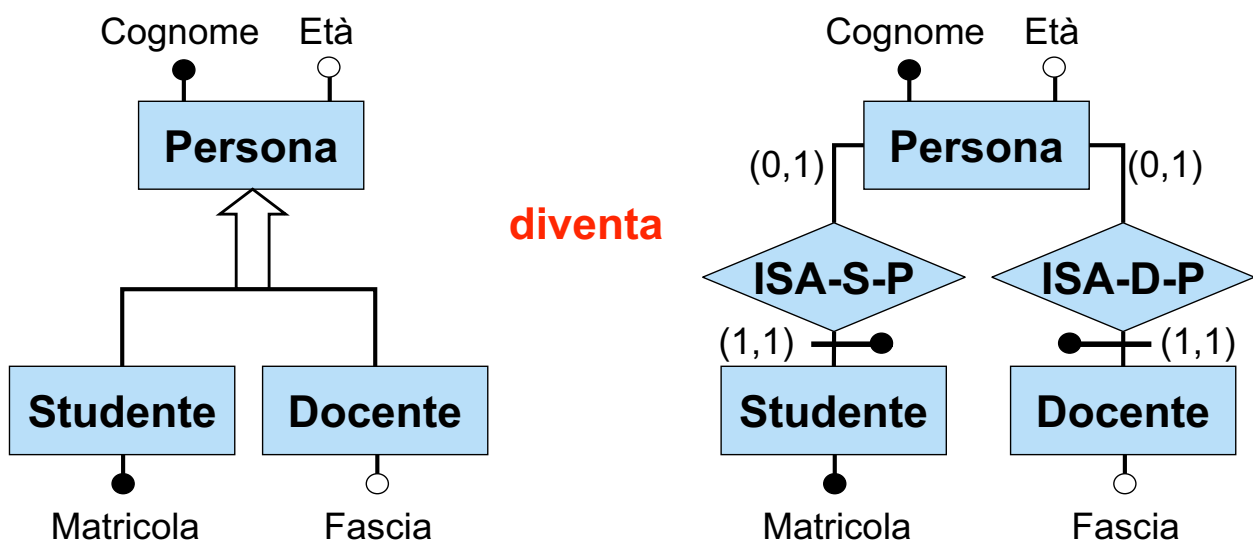 Cognome Età
Persona
Studente Docente
Matricola Fascia
diventa
Cognome Età
(0,1) Persona (0,1)
ISA-S-P ISA-D-P
(1,1) (1,1)
Studente Docente
Matricola Fascia